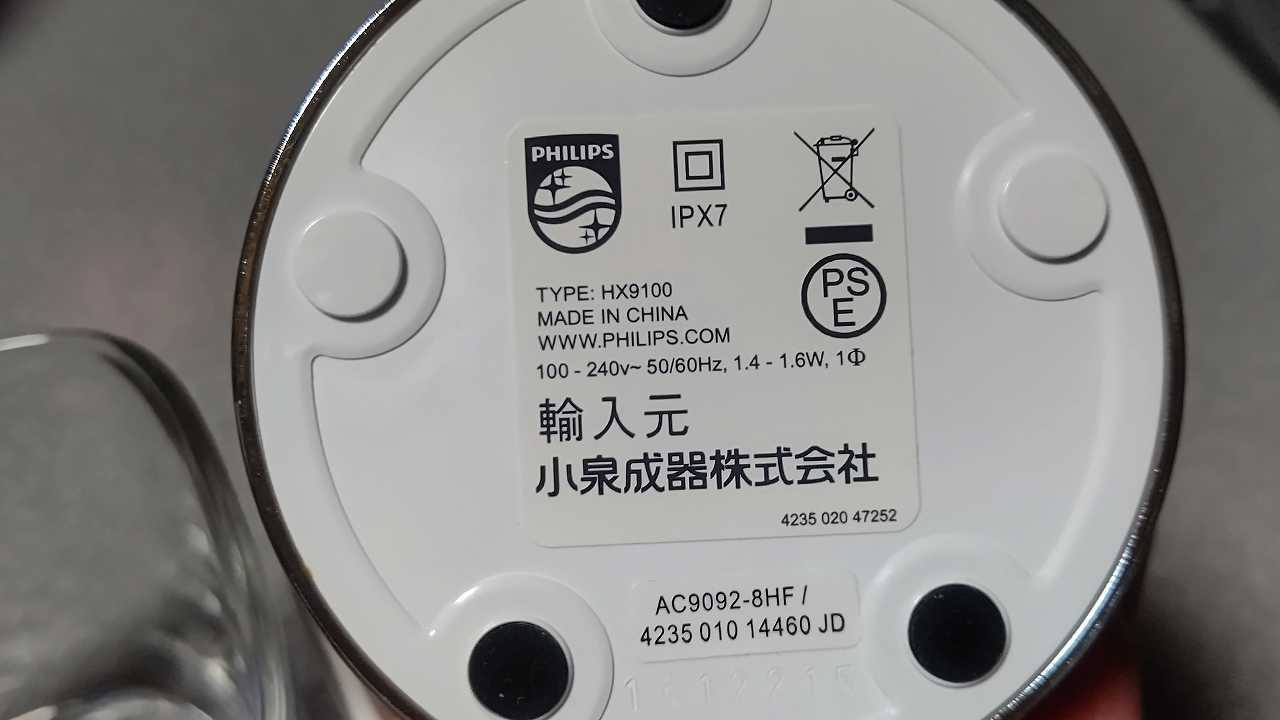 PHILIPS
IPX7
PS
E
TYPE: HX9100
MADE IN CHINA
WWW.PHILIPS.COM
100 - 240v~ 50/60Hz, 1.4 - 1.6W, 1Φ
輸入元
小泉成器株式会社
4235 020 47252
AC9092-8HF /
4235 010 14460 JD